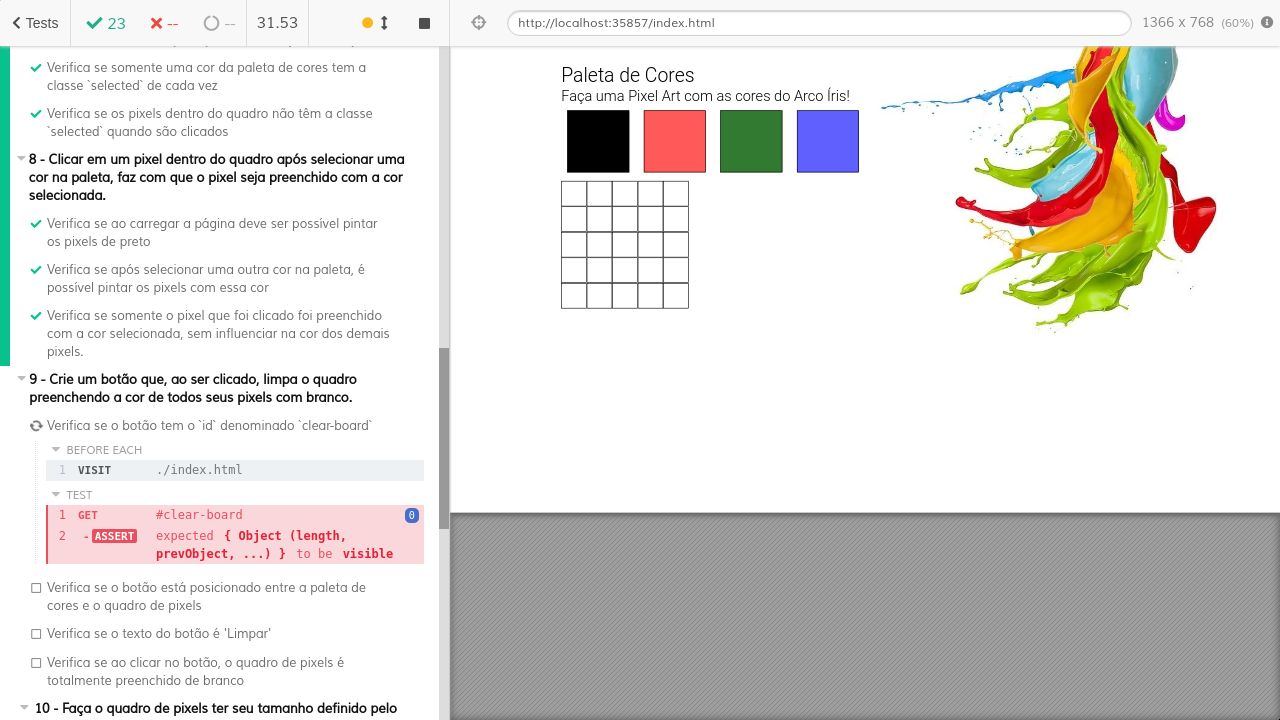 Tests
23
--
--
31.53
http://localhost:35857/index.html
1366 x 768 (60%)
Verifica se somente uma cor da paleta de cores tem a
classe `selected` de cada vez
Verifica se os pixels dentro do quadro não têm a classe
`selected` quando são clicados
8 - Clicar em um pixel dentro do quadro após selecionar uma
cor na paleta, faz com que o pixel seja preenchido com a cor
selecionada.
Verifica se ao carregar a página deve ser possível pintar
os pixels de preto
Verifica se após selecionar uma outra cor na paleta, é
possível pintar os pixels com essa cor
Verifica se somente o pixel que foi clicado foi preenchido
com a cor selecionada, sem influenciar na cor dos demais
pixels.
9 - Crie um botão que, ao ser clicado, limpa o quadro
preenchendo a cor de todos seus pixels com branco.
Verifica se o botão tem o `id` denominado `clear-board`
BEFORE EACH
1 VISIT ./index.html
TEST
1 GET #clear-board 0
2 -ASSERT expected { Object (length,
prevObject, ...) } to be visible
Verifica se o botão está posicionado entre a paleta de
cores e o quadro de pixels
Verifica se o texto do botão é 'Limpar'
Verifica se ao clicar no botão, o quadro de pixels é
totalmente preenchido de branco
10 - Faça o quadro de pixels ter seu tamanho definido pelo
Paleta de Cores
Faça uma Pixel Art com as cores do Arco Íris!